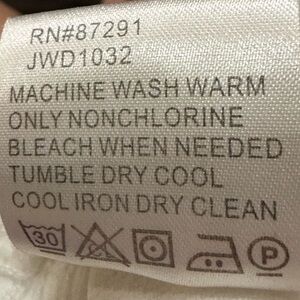 RN#87291
JWD1032
MACHINE WASH WARM
ONLY NONCHLORINE
BLEACH WHEN NEEDED
TUMBLE DRY COOL
COOL IRON DRY CLEAN
30 P